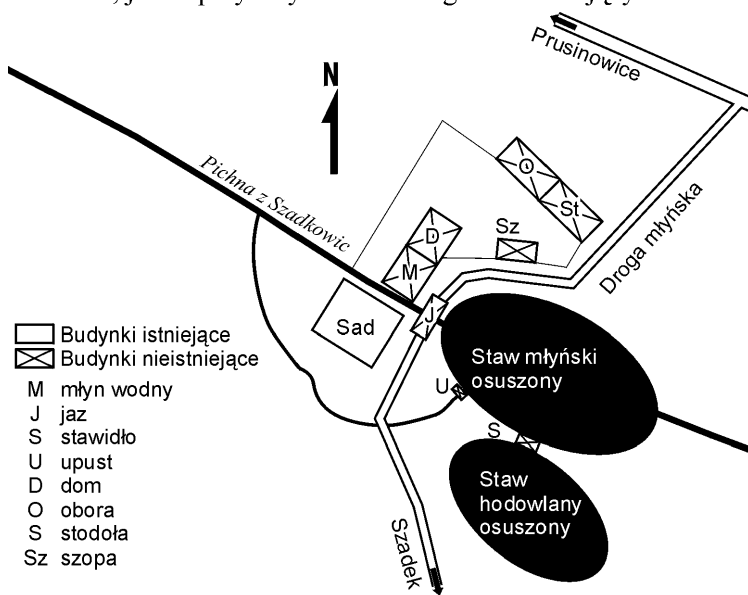 Prusinowice
N
Pichna z Szadkowic
O
St
Sz
D
M
Droga młyńska
J
Sad
Staw młyński
osuszony
U
S
Staw
hodowlany
osuszony
Szadek
Budynki istniejące
Budynki nieistniejące
M młyn wodny
J jaz
S stawidło
U upust
D dom
O obora
S stodoła
Sz szopa